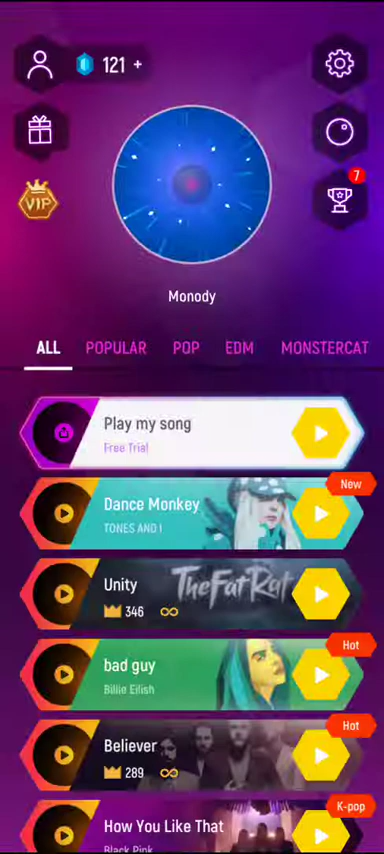 121 +
VIP
7
Monody
ALL POPULAR POP EDM MONSTERCAT
Play my song
Free Trial
New
Dance Monkey
TONES AND I
Unity
TheFatRat
346 ∞
Hot
bad guy
Billie Eilish
Hot
Believer
289 ∞
K-pop
How You Like That
Black Pink